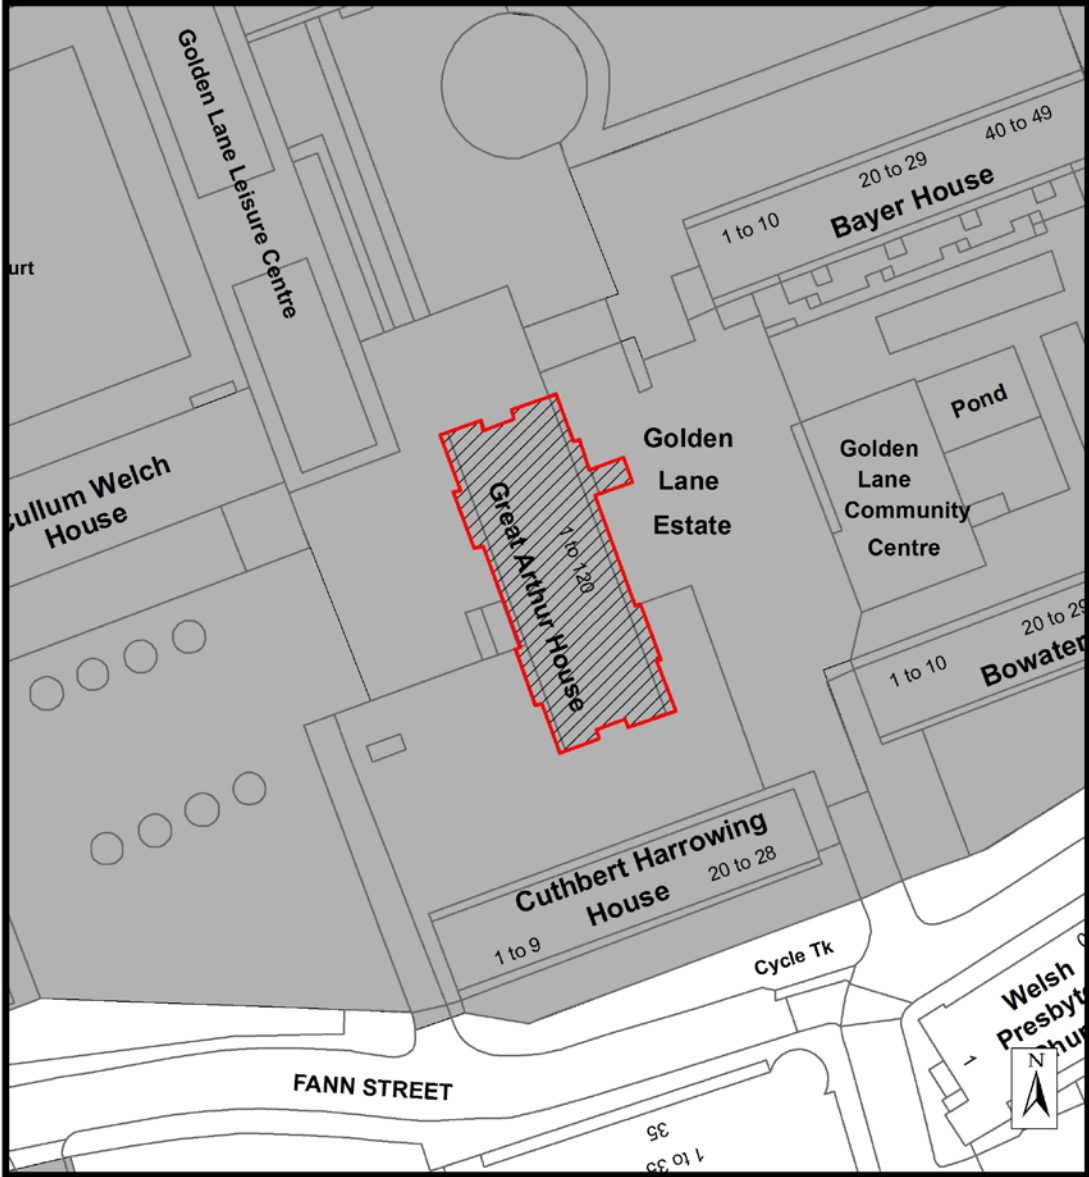 Golden Lane Leisure Centre
40 to 49
20 to 29
1 to 10
Bayer House
urt
Pond
Golden
Lane
Estate
Golden
Lane
Community
Centre
Cullum Welch
House
Great Arthur House
1 to 120
20 to 29
1 to 10
Bowater
Cuthbert Harrowing
House
20 to 28
1 to 9
Cycle Tk
Welsh
Presbyt
hur
1
N
FANN STREET
35
1 to 35